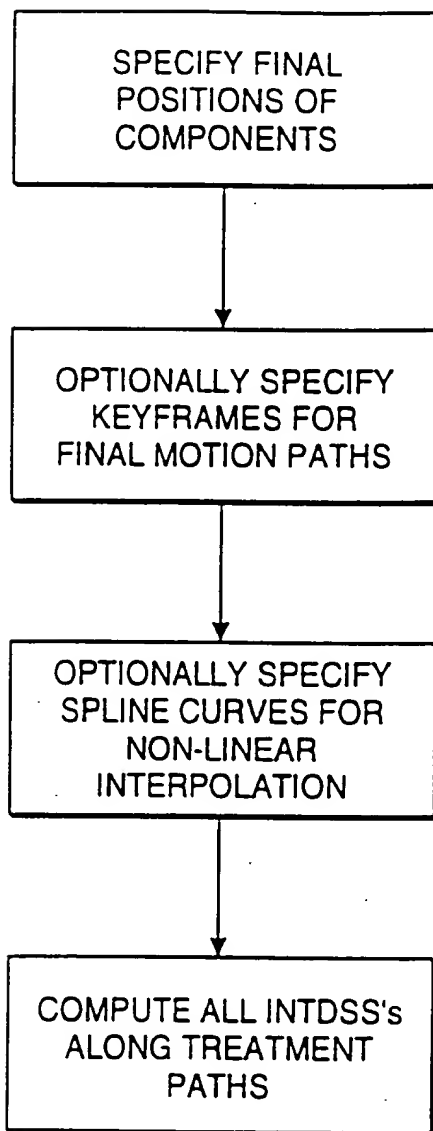 SPECIFY FINAL
POSITIONS OF
COMPONENTS
OPTIONALLY SPECIFY
KEYFRAMES FOR
FINAL MOTION PATHS
OPTIONALLY SPECIFY
SPLINE CURVES FOR
NON-LINEAR
INTERPOLATION
COMPUTE ALL INTDSS's
ALONG TREATMENT
PATHS